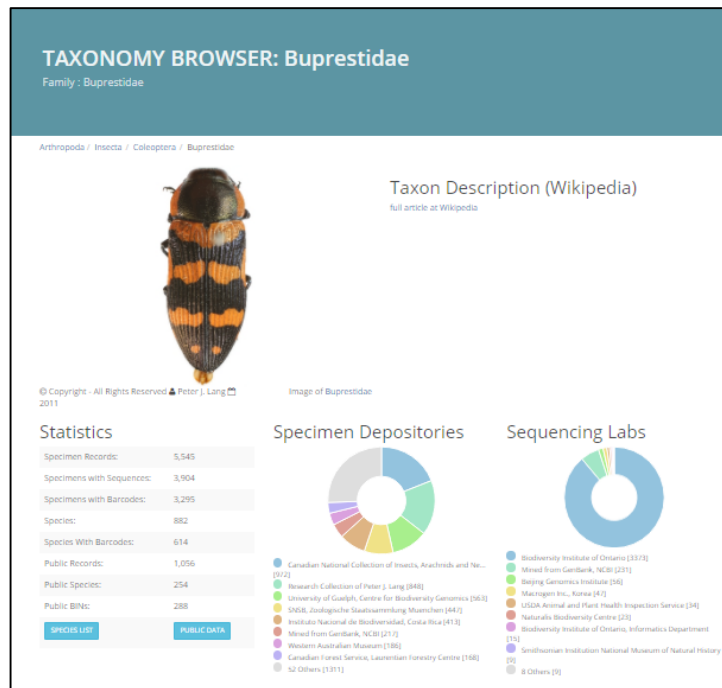 TAXONOMY BROWSER: Buprestidae
Family : Buprestidae
Arthropoda / Insecta / Coleoptera / Buprestidae
Taxon Description (Wikipedia)
full article at Wikipedia
© Copyright - All Rights Reserved Peter J. Lang
2011
Image of Buprestidae
Statistics
Specimen Records: 5,545
Specimens with Sequences: 3,904
Specimens with Barcodes: 3,295
Species: 882
Species With Barcodes: 614
Public Records: 1,056
Public Species: 254
Public BINs: 288
SPECIES LIST PUBLIC DATA
Specimen Depositories
Canadian National Collection of Insects, Arachnids and Ne...
[972]
Research Collection of Peter J. Lang [848]
University of Guelph, Centre for Biodiversity Genomics [563]
SNSB, Zoologische Staatssammlung Muenchen [447]
Instituto Nacional de Biodiversidad, Costa Rica [413]
Mined from GenBank, NCBI [217]
Western Australian Museum [186]
Canadian Forest Service, Laurentian Forestry Centre [168]
52 Others [1311]
Sequencing Labs
Biodiversity Institute of Ontario [3373]
Mined from GenBank, NCBI [231]
Beijing Genomics Institute [56]
Macrogen Inc., Korea [47]
USDA Animal and Plant Health Inspection Service [34]
Naturalis Biodiversity Centre [23]
Biodiversity Institute of Ontario, Informatics Department
[15]
Smithsonian Institution National Museum of Natural History
[9]
8 Others [9]